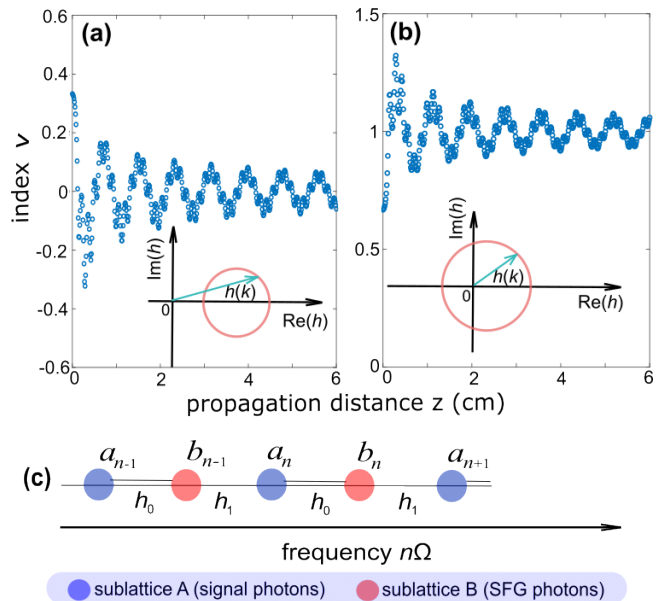 (a)
0.6
0.4
0.2
0
-0.2
-0.4
-0.6
index ν
Im(h)
h(k)
0
Re(h)
0
2
4
6
(b)
1.5
1
0.5
0
Im(h)
h(k)
0
Re(h)
0
2
4
6
propagation distance z (cm)
(c)
a_{n-1} b_{n-1} a_n b_n a_{n+1}
h_0 h_1 h_0 h_1
frequency nΩ
sublattice A (signal photons) sublattice B (SFG photons)